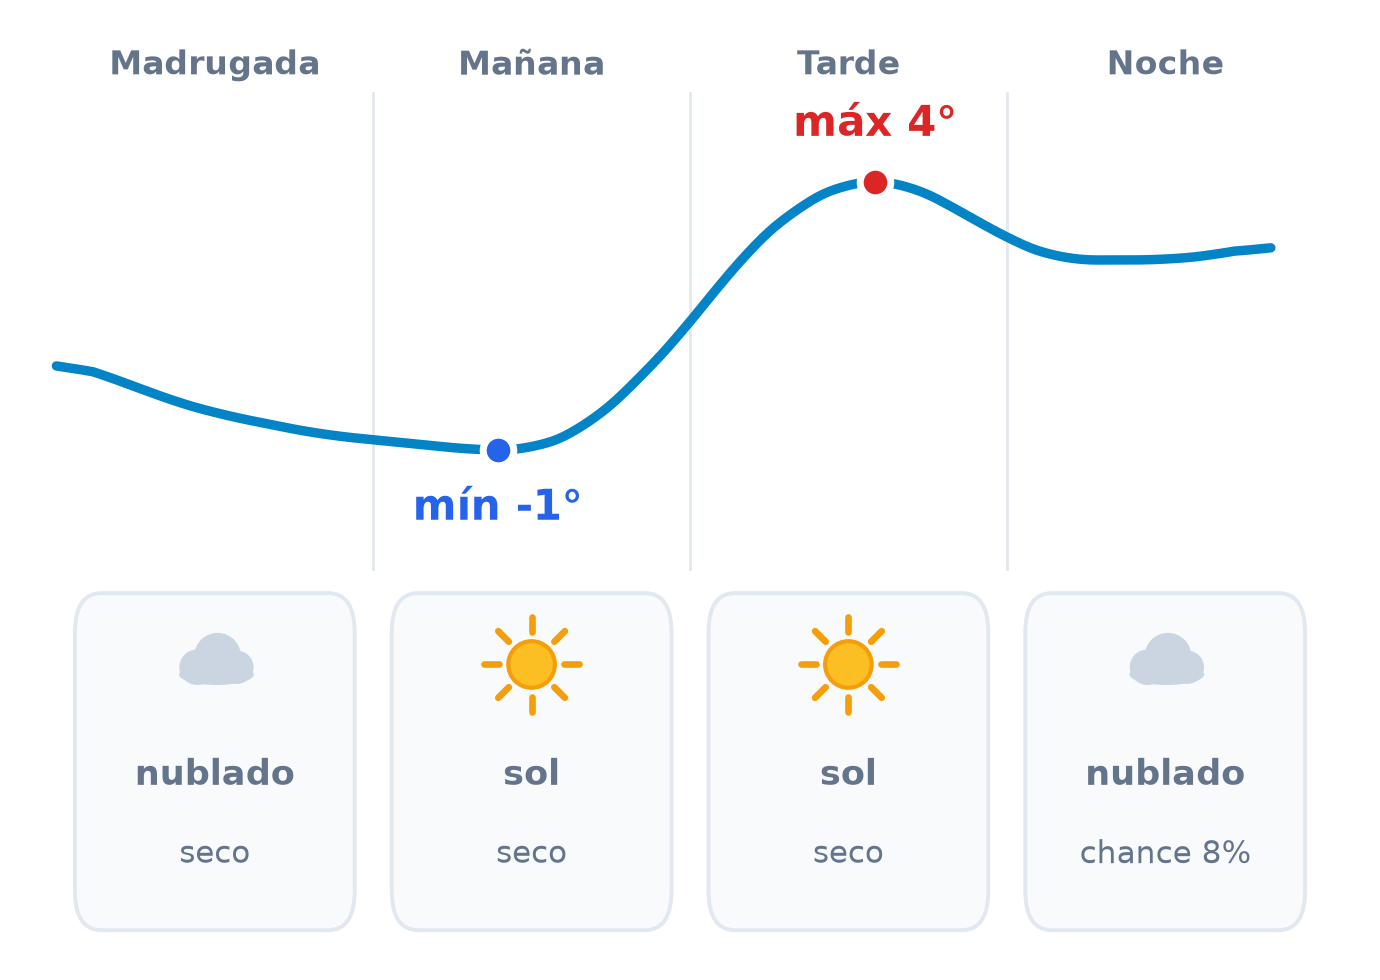 Madrugada
Mañana
Tarde
Noche
máx 4°
mín -1°
nublado
sol
sol
nublado
seco
seco
seco
chance 8%